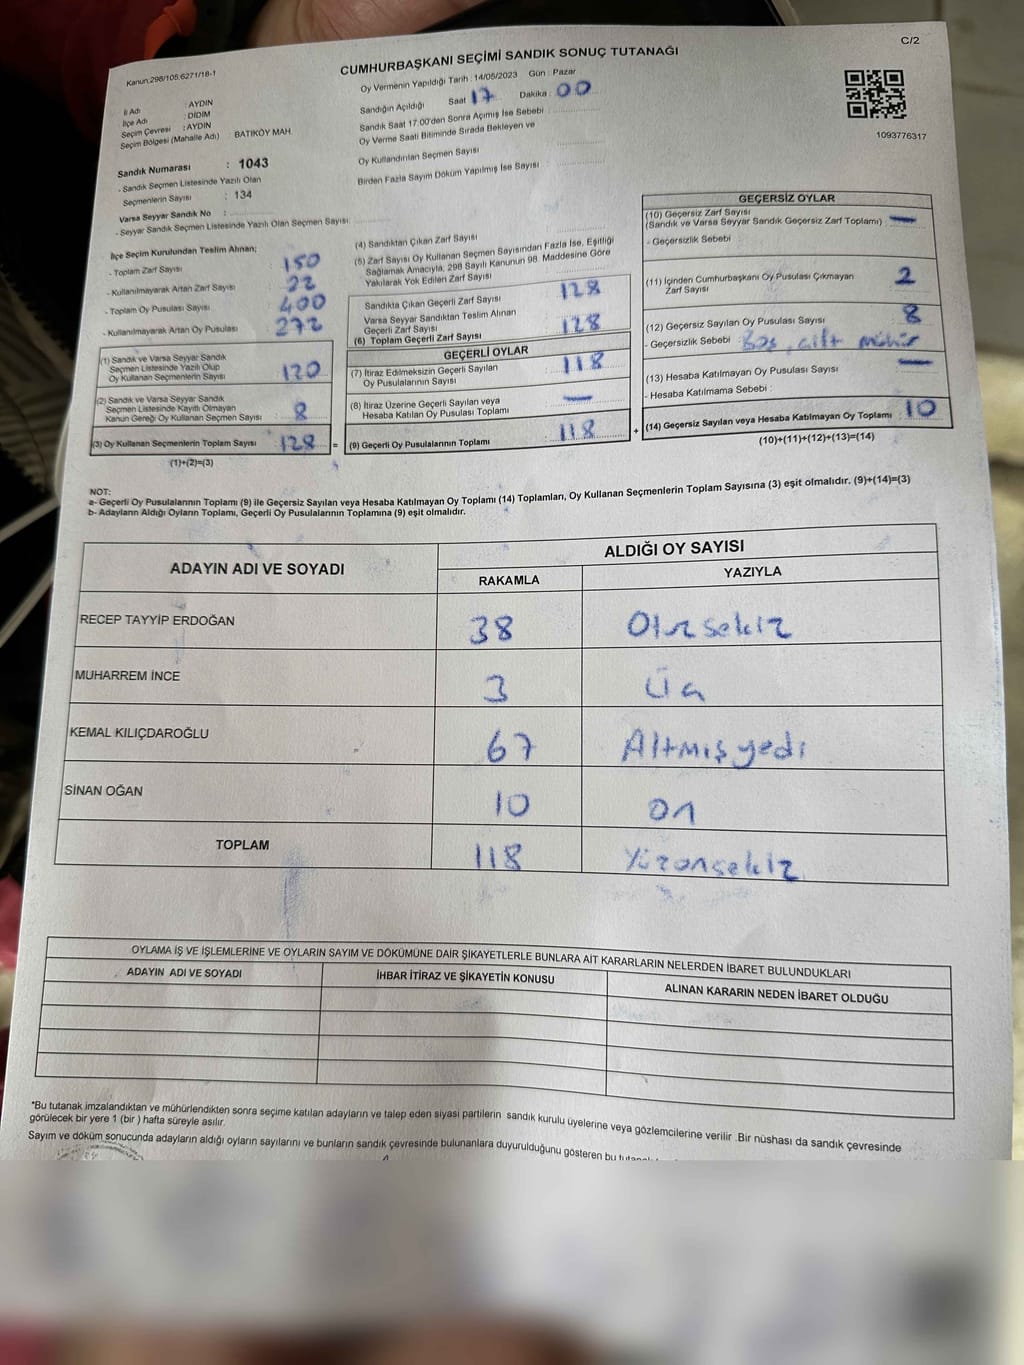 C/2
Kanun:298/105;6271/18-1
CUMHURBAŞKANI SEÇİMİ SANDIK SONUÇ TUTANAĞI
İl Adı : AYDIN
İlçe Adı : DİDİM
Seçim Çevresi : AYDIN
Seçim Bölgesi (Mahalle Adı) : BATIKÖY MAH.
Sandık Numarası : 1043
- Sandık Seçmen Listesinde Yazılı Olan
Seçmenlerin Sayısı : 134
Varsa Seyyar Sandık No :
- Seyyar Sandık Seçmen Listesinde Yazılı Olan Seçmen Sayısı:
Oy Vermenin Yapıldığı Tarih : 14/05/2023 Gün : Pazar
Sandığın Açıldığı Saat 17 Dakika : 00
Sandık Saat 17:00'den Sonra Açımış İse Sebebi :
Oy Verme Saati Bitiminde Sırada Bekleyen ve
Oy Kullandırılan Seçmen Sayısı
Birden Fazla Sayım Döküm Yapılmış İse Sayısı
1093776317
İlçe Seçim Kurulundan Teslim Alınan;
- Toplam Zarf Sayısı 150
- Kullanılmayarak Artan Zarf Sayısı : 22
- Toplam Oy Pusulası Sayısı : 400
- Kullanılmayarak Artan Oy Pusulası : 272
(1) Sandık ve Varsa Seyyar Sandık
Seçmen Listesinde Yazılı Olup
Oy Kullanan Seçmenlerin Sayısı 120
(2) Sandık ve Varsa Seyyar Sandık
Seçmen Listesinde Kayıtlı Olmayan
Kanun Gereği Oy Kullanan Seçmen Sayısı 8
(3) Oy Kullanan Seçmenlerin Toplam Sayısı 128 =
(1)+(2)=(3)
(4) Sandıktan Çıkan Zarf Sayısı
(5) Zarf Sayısı Oy Kullanan Seçmen Sayısından Fazla İse, Eşitliği
Sağlamak Amacıyla, 298 Sayılı Kanunun 98. Maddesine Göre
Yakılarak Yok Edilen Zarf Sayısı
Sandıkta Çıkan Geçerli Zarf Sayısı 128
Varsa Seyyar Sandıktan Teslim Alınan
Geçerli Zarf Sayısı
(6) Toplam Geçerli Zarf Sayısı 128
GEÇERLİ OYLAR
(7) İtiraz Edilmeksizin Geçerli Sayılan
Oy Pusulalarının Sayısı 118
(8) İtiraz Üzerine Geçerli Sayılan veya
Hesaba Katılan Oy Pusulası Toplamı —
(9) Geçerli Oy Pusulalarının Toplamı 118 +
GEÇERSİZ OYLAR
(10) Geçersiz Zarf Sayısı
(Sandık ve Varsa Seyyar Sandık Geçersiz Zarf Toplamı) : —
- Geçersizlik Sebebi
(11) İçinden Cumhurbaşkanı Oy Pusulası Çıkmayan
Zarf Sayısı 2
(12) Geçersiz Sayılan Oy Pusulası Sayısı 8
- Geçersizlik Sebebi : Boş, çift mühür
(13) Hesaba Katılmayan Oy Pusulası Sayısı —
- Hesaba Katılmama Sebebi :
(14) Geçersiz Sayılan veya Hesaba Katılmayan Oy Toplamı 10
(10)+(11)+(12)+(13)=(14)
NOT:
a- Geçerli Oy Pusulalarının Toplamı (9) ile Geçersiz Sayılan veya Hesaba Katılmayan Oy Toplamı (14) Toplamları, Oy Kullanan Seçmenlerin Toplam Sayısına (3) eşit olmalıdır. (9)+(14)=(3)
b- Adayların Aldığı Oyların Toplamı, Geçerli Oy Pusulalarının Toplamına (9) eşit olmalıdır.
ADAYIN ADI VE SOYADI ALDIĞI OY SAYISI
RAKAMLA YAZIYLA
RECEP TAYYİP ERDOĞAN 38 Otuzsekiz
MUHARREM İNCE 3 Üç
KEMAL KILIÇDAROĞLU 67 Altmışyedi
SİNAN OĞAN 10 on
TOPLAM 118 Yüzonsekiz
OYLAMA İŞ VE İŞLEMLERİNE VE OYLARIN SAYIM VE DÖKÜMÜNE DAİR ŞİKAYETLERLE BUNLARA AİT KARARLARIN NELERDEN İBARET BULUNDUKLARI
ADAYIN ADI VE SOYADI İHBAR İTİRAZ VE ŞİKAYETİN KONUSU ALINAN KARARIN NEDEN İBARET OLDUĞU
*Bu tutanak imzalandıktan ve mühürlendikten sonra seçime katılan adayların ve talep eden siyasi partilerin sandık kurulu üyelerine veya gözlemcilerine verilir .Bir nüshası da sandık çevresinde
görülecek bir yere 1 (bir ) hafta süreyle asılır.
Sayım ve döküm sonucunda adayların aldığı oyların sayılarını ve bunların sandık çevresinde bulunanlara duyurulduğunu gösteren bu